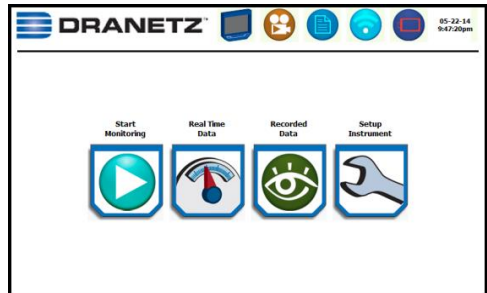 DRANETZ
05-22-14
9:47:20pm
Start
Monitoring
Real Time
Data
Recorded
Data
Setup
Instrument